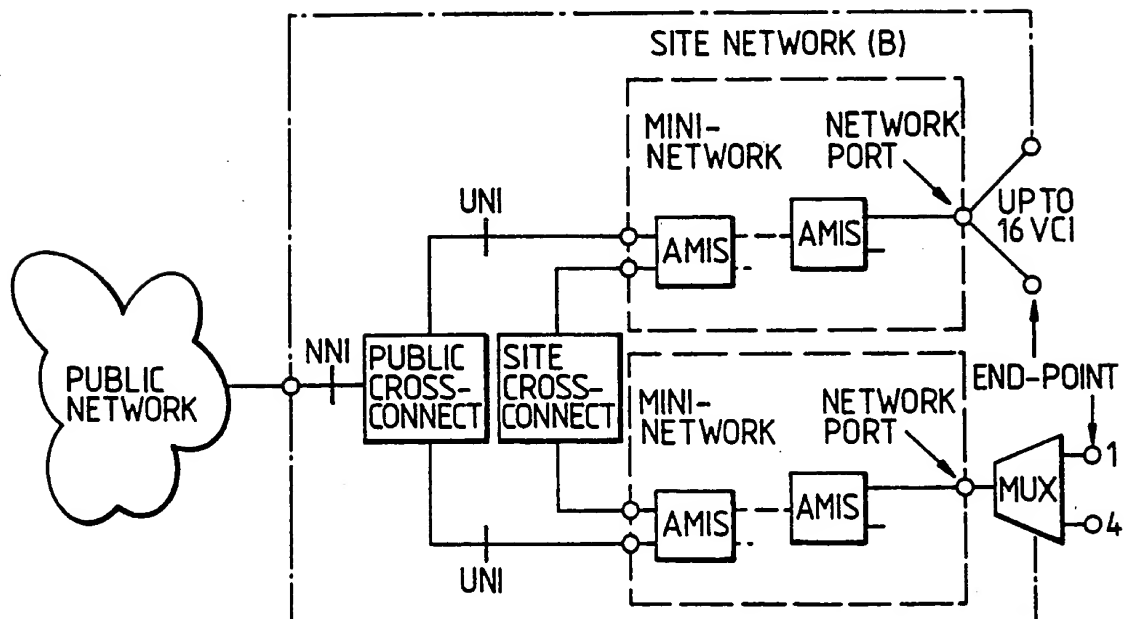 SITE NETWORK (B)
MINI-
NETWORK
NETWORK
PORT
UNI
UP TO
16 VCI
AMIS
AMIS
NNI
PUBLIC
NETWORK
PUBLIC
CROSS-
CONNECT
SITE
CROSS-
CONNECT
END-POINT
MINI-
NETWORK
NETWORK
PORT
1
MUX
AMIS
AMIS
4
UNI